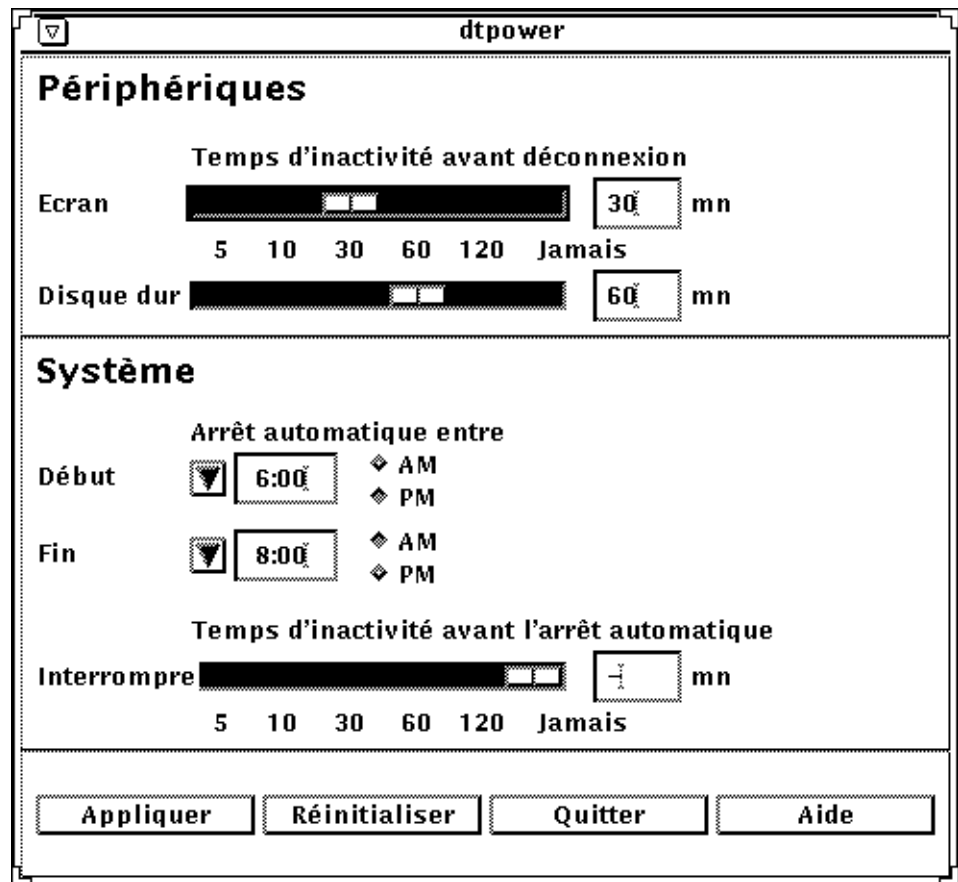 dtpower
Périphériques
Temps d'inactivité avant déconnexion
Ecran 30 mn
5 10 30 60 120 Jamais
Disque dur 60 mn
Système
Arrêt automatique entre
Début 6:00 AM
PM
Fin 8:00 AM
PM
Temps d'inactivité avant l'arrêt automatique
Interrompre - mn
5 10 30 60 120 Jamais
Appliquer Réinitialiser Quitter Aide